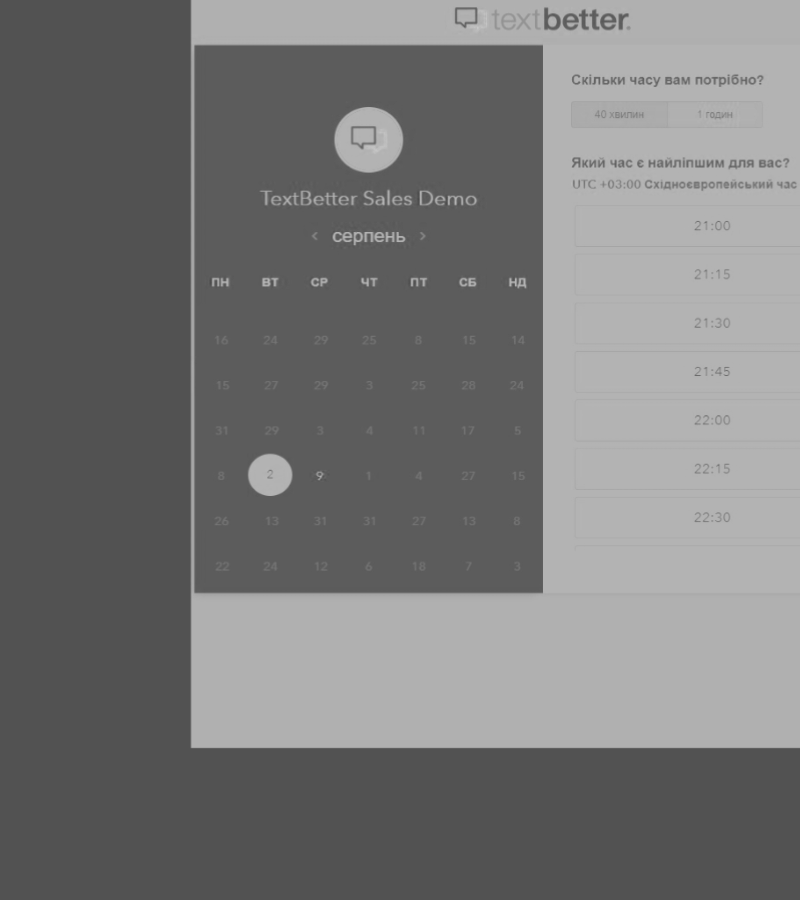 textbetter.
TextBetter Sales Demo
‹ серпень ›
ПН ВТ СР ЧТ ПТ СБ НД
16 24 29 25 8 15 14
15 27 29 3 25 28 24
31 29 3 4 11 17 5
8 2 9 1 4 27 15
26 13 31 31 27 13 8
22 24 12 6 18 7 3
Скільки часу вам потрібно?
40 хвилин 1 годин
Який час є найліпшим для вас?
UTC +03:00 Східноєвропейський час
21:00
21:15
21:30
21:45
22:00
22:15
22:30